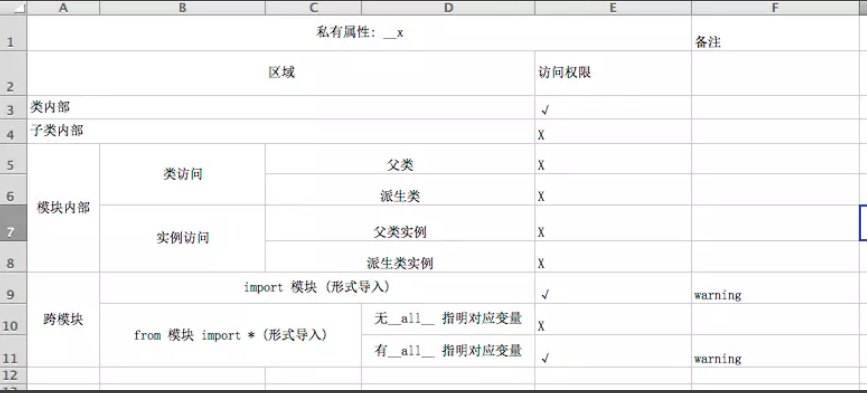 A B C D E F
1 私有属性: __x 备注
2 区域 访问权限
3 类内部 √
4 子类内部 X
5 模块内部 类访问 父类 X
6 派生类 X
7 实例访问 父类实例 X
8 派生类实例 X
9 跨模块 import 模块 (形式导入) √ warning
10 from 模块 import * (形式导入) 无__all__ 指明对应变量 X
11 有__all__ 指明对应变量 √ warning
12